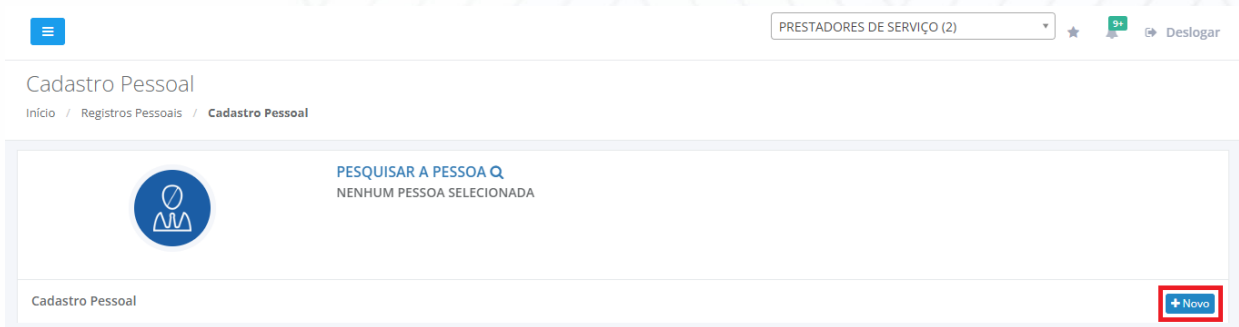 PRESTADORES DE SERVIÇO (2)
9+
Deslogar
Cadastro Pessoal
Início / Registros Pessoais / Cadastro Pessoal
PESQUISAR A PESSOA
NENHUM PESSOA SELECIONADA
Cadastro Pessoal
+ Novo